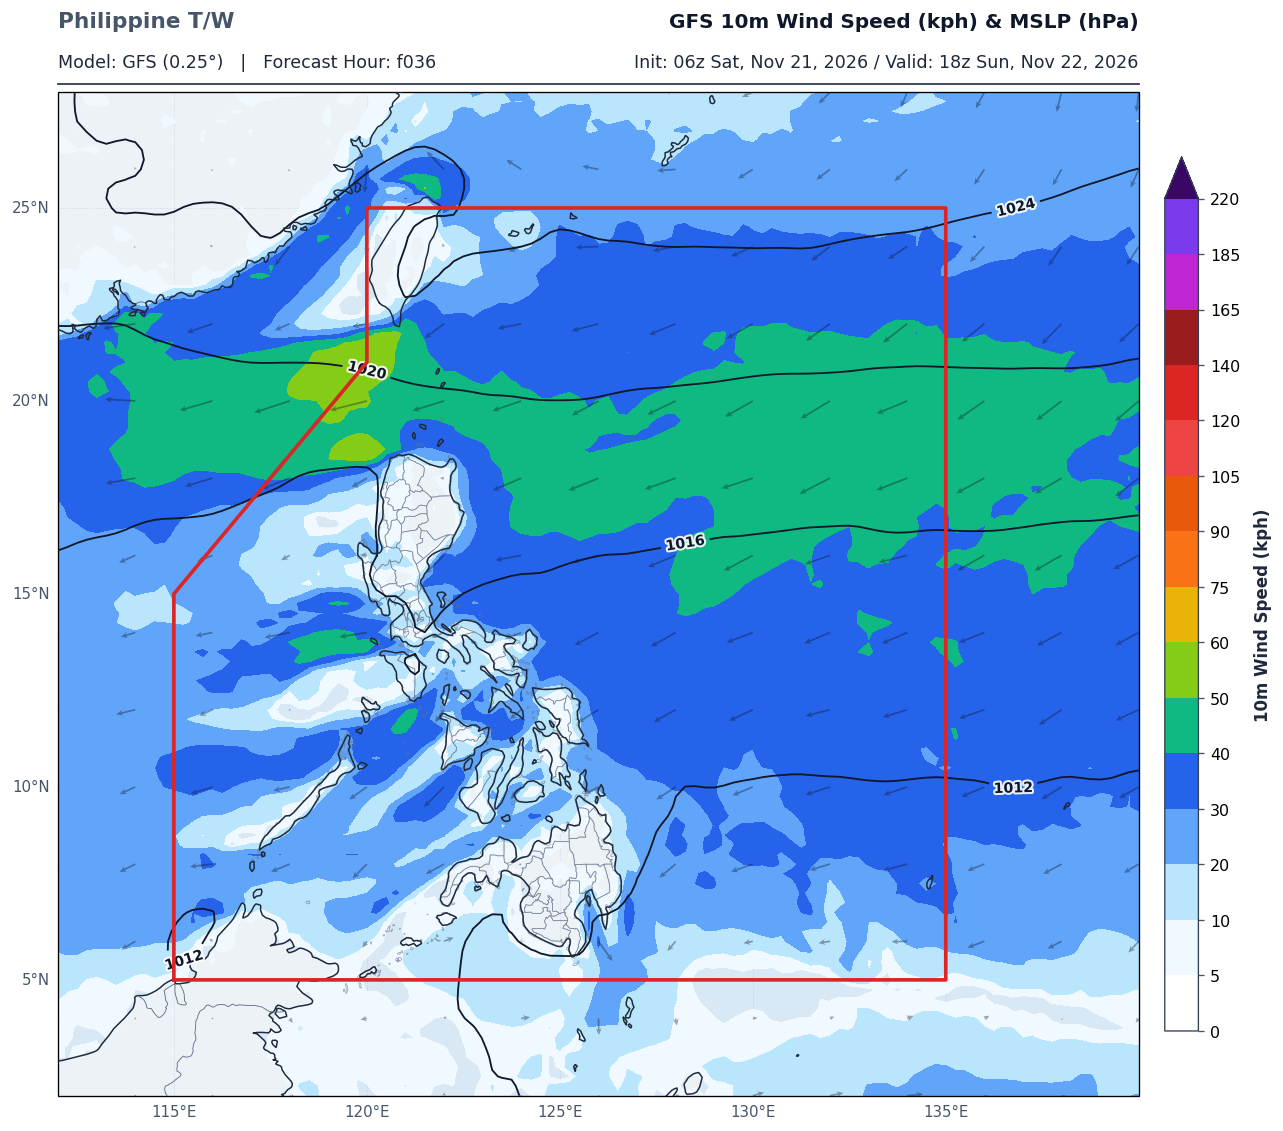 Philippine T/W
GFS 10m Wind Speed (kph) & MSLP (hPa)
Model: GFS (0.25°)   |   Forecast Hour: f036
Init: 06z Sat, Nov 21, 2026 / Valid: 18z Sun, Nov 22, 2026
25°N
20°N
15°N
10°N
5°N
1024
1020
1016
1012
1012
115°E
120°E
125°E
130°E
135°E
220
185
165
140
120
105
90
75
60
50
40
30
20
10
5
0
10m Wind Speed (kph)